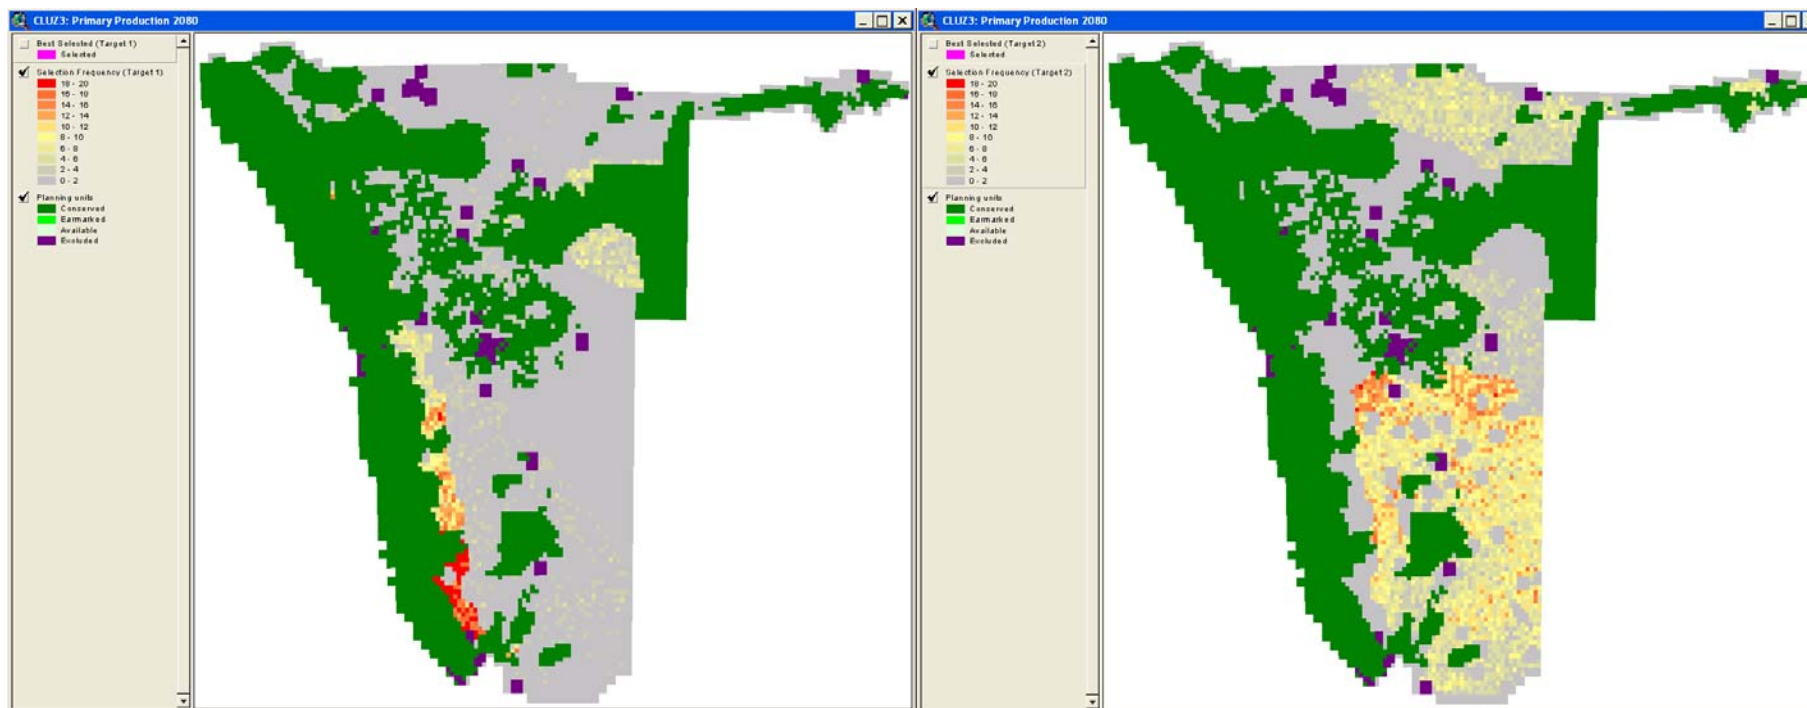 CLUZ3: Primary Production 2080
Best Selected (Target 1)
Selected
Selection Frequency (Target 1)
18 - 20
16 - 18
14 - 16
12 - 14
10 - 12
8 - 10
6 - 8
4 - 6
2 - 4
0 - 2
Planning units
Conserved
Earmarked
Available
Excluded
CLUZ3: Primary Production 2080
Best Selected (Target 2)
Selected
Selection Frequency (Target 2)
18 - 20
16 - 18
14 - 16
12 - 14
10 - 12
8 - 10
6 - 8
4 - 6
2 - 4
0 - 2
Planning units
Conserved
Earmarked
Available
Excluded